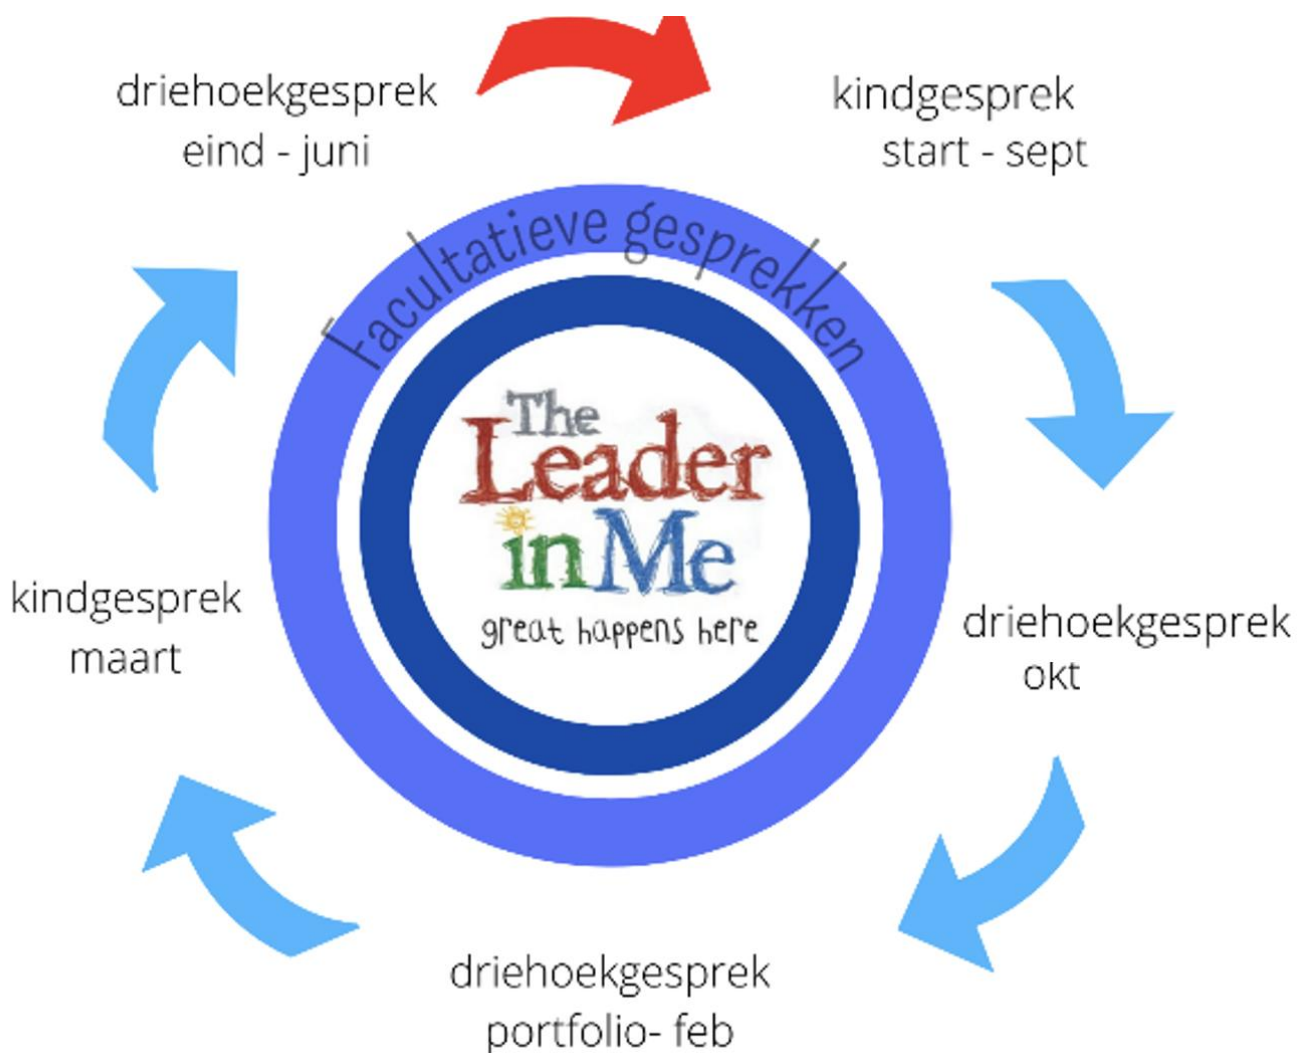 driehoekgesprek
eind - juni
kindgesprek
start - sept
Facultatieve gesprekken
The
Leader
in Me
great happens here
kindgesprek
maart
driehoekgesprek
okt
driehoekgesprek
portfolio- feb